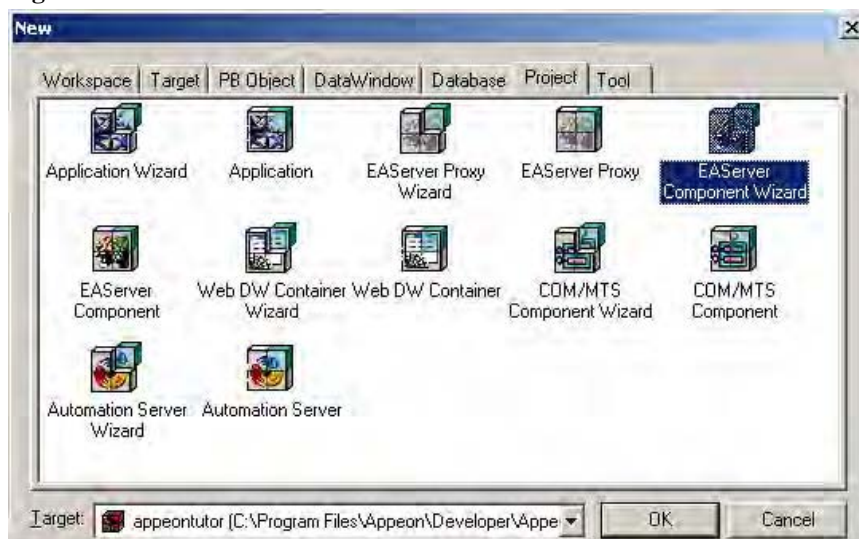 New
Workspace Target PB Object DataWindow Database Project Tool
Application Wizard Application EAServer Proxy Wizard EAServer Proxy EAServer Component Wizard
EAServer Component Web DW Container Wizard Web DW Container COM/MTS Component Wizard COM/MTS Component
Automation Server Wizard Automation Server
Target: appeontutor (C:\Program Files\Appeon\Developer\Appe OK Cancel